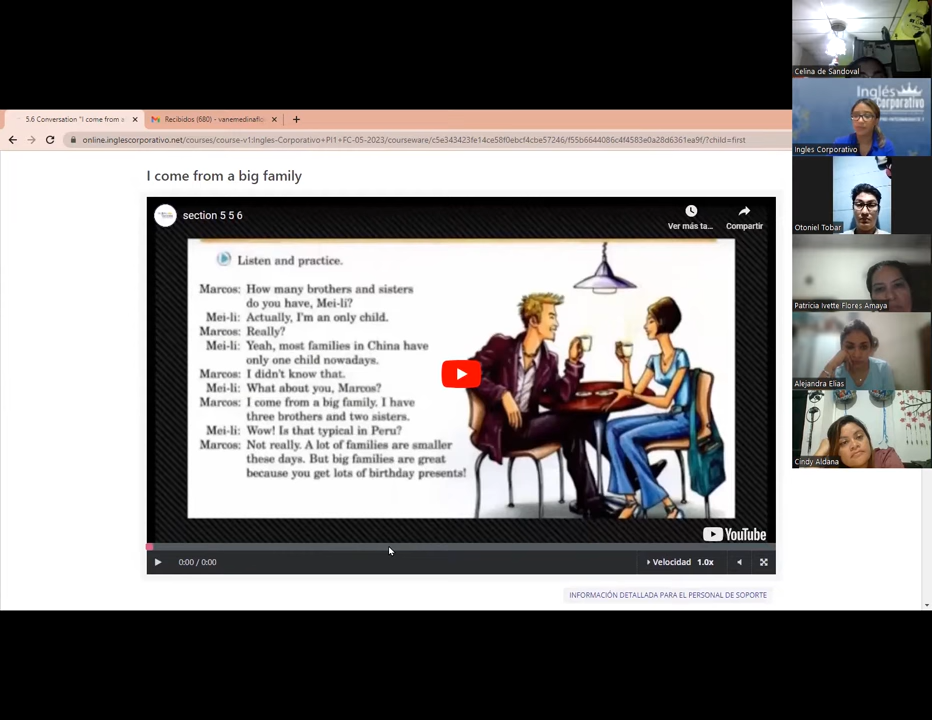 5.6 Conversation "I come from a
Recibidos (680) - vanemedinafl
online.inglescorporativo.net/courses/course-v1:Ingles-Corporativo+PI1+FC-05-2023/courseware/c5e343423fe14ce58f0ebcf4cbe57246/f55b6644086c4f4583e0a28d6361ea9f/?child=first
I come from a big family
section 5 5 6
Ver más ta...
Compartir
Listen and practice.
Marcos: How many brothers and sisters
do you have, Mei-li?
Mei-li: Actually, I'm an only child.
Marcos: Really?
Mei-li: Yeah, most families in China have
only one child nowadays.
Marcos: I didn't know that.
Mei-li: What about you, Marcos?
Marcos: I come from a big family. I have
three brothers and two sisters.
Mei-li: Wow! Is that typical in Peru?
Marcos: Not really. A lot of families are smaller
these days. But big families are great
because you get lots of birthday presents!
YouTube
0:00 / 0:00
Velocidad 1.0x
INFORMACIÓN DETALLADA PARA EL PERSONAL DE SOPORTE
Celina de Sandoval
Inglés
Corporativo
Ingles Corporativo
Otoniel Tobar
Patricia Ivette Flores Amaya
Alejandra Elias
Cindy Aldana